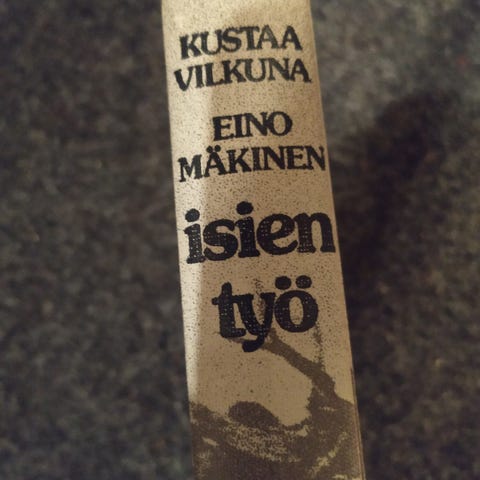 KUSTAA
VILKUNA
EINO
MÄKINEN
isien
työ